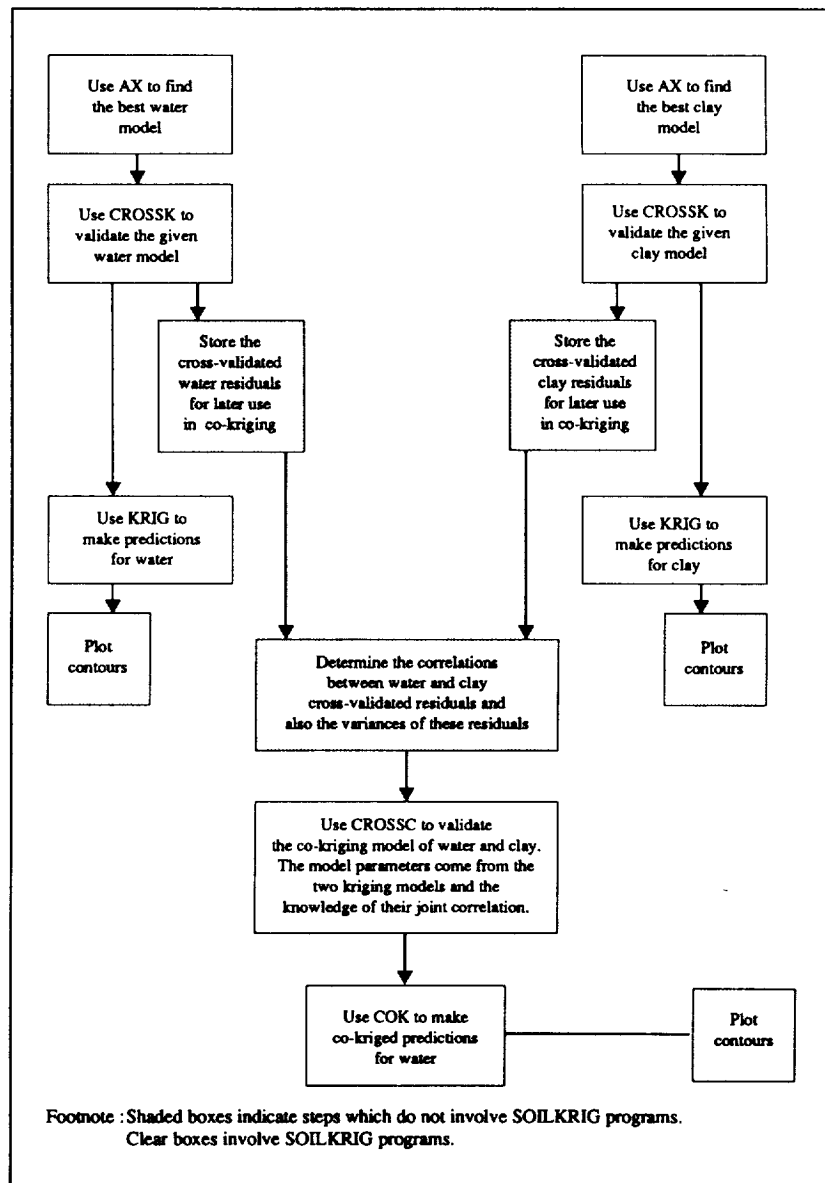 Use AX to find
the best water
model
Use AX to find
the best clay
model
Use CROSSK to
validate the given
water model
Use CROSSK to
validate the given
clay model
Store the
cross-validated
water residuals
for later use
in co-kriging
Store the
cross-validated
clay residuals
for later use
in co-kriging
Use KRIG to
make predictions
for water
Use KRIG to
make predictions
for clay
Plot
contours
Plot
contours
Determine the correlations
between water and clay
cross-validated residuals and
also the variances of these residuals
Use CROSSC to validate
the co-kriging model of water and clay.
The model parameters come from the
two kriging models and the
knowledge of their joint correlation.
Use COK to make
co-kriged predictions
for water
Plot
contours
Footnote : Shaded boxes indicate steps which do not involve SOILKRIG programs.
Clear boxes involve SOILKRIG programs.